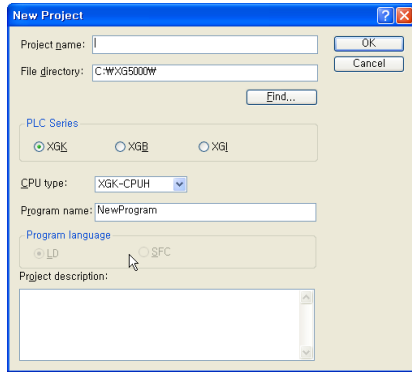 New Project
Project name:
OK
File directory: C:₩XG5000₩
Cancel
Find...
PLC Series
XGK XGB XGI
CPU type: XGK-CPUH
Program name: NewProgram
Program language
LD SFC
Project description: